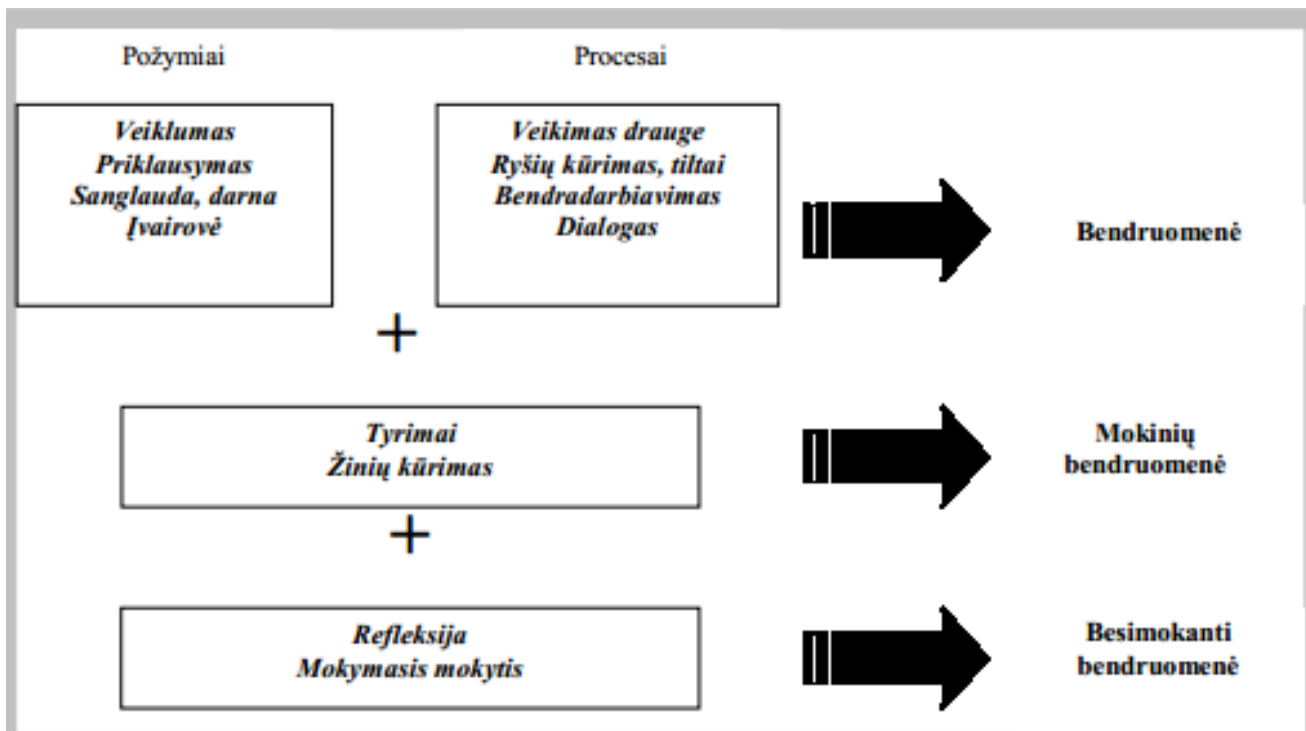 Požymiai
Procesai
Veiklumas
Priklausymas
Sanglauda, darna
Įvairovė
Veikimas drauge
Ryšių kūrimas, tiltai
Bendradarbiavimas
Dialogas
Bendruomenė
+
Tyrimai
Žinių kūrimas
Mokinių
bendruomenė
+
Refleksija
Mokymasis mokytis
Besimokanti
bendruomenė